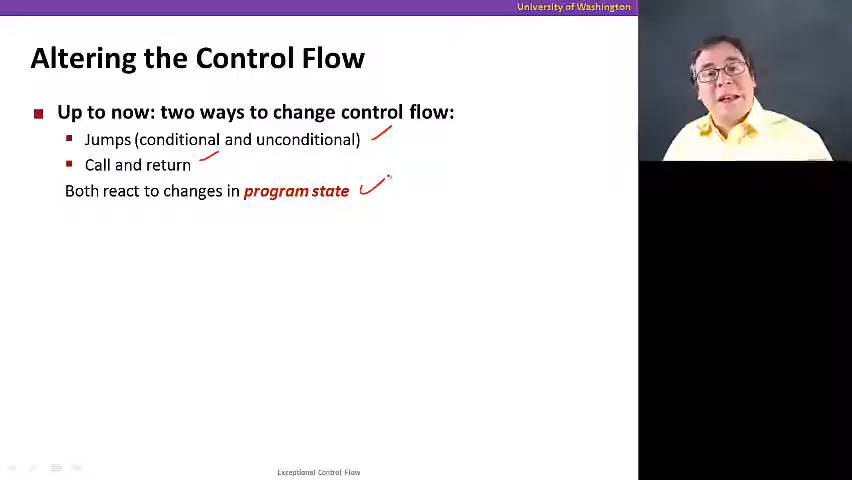 University of Washington
Altering the Control Flow
Up to now: two ways to change control flow:
Jumps (conditional and unconditional)
Call and return
Both react to changes in program state
Exceptional Control Flow